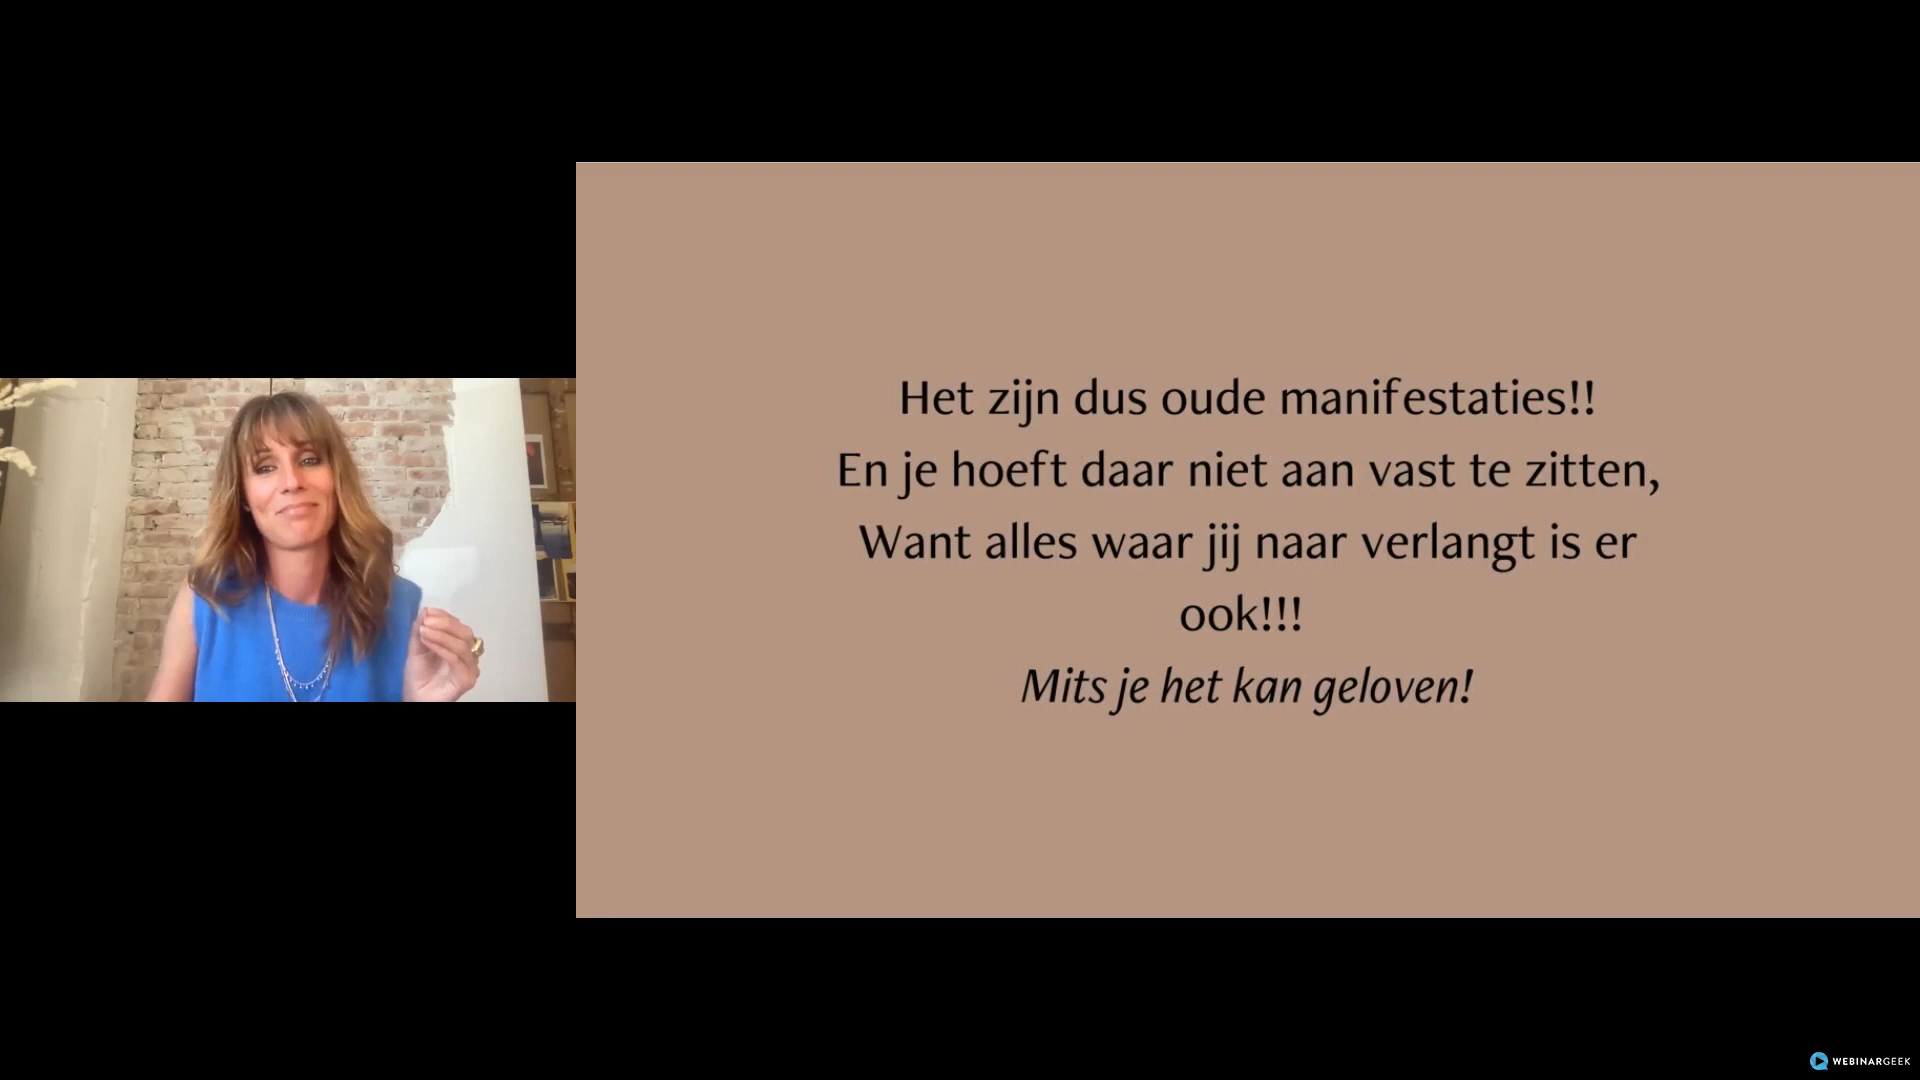 Het zijn dus oude manifestaties!!
En je hoeft daar niet aan vast te zitten,
Want alles waar jij naar verlangt is er
ook!!!
Mits je het kan geloven!
WEBINARGEEK